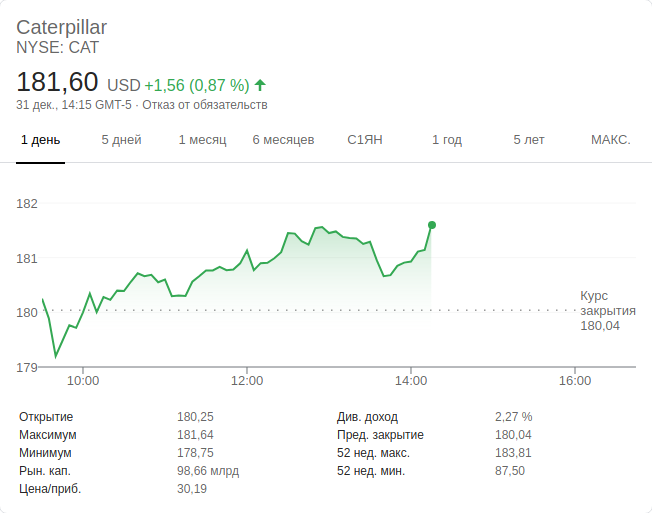 Caterpillar
NYSE: CAT
181,60 USD +1,56 (0,87 %)
31 дек., 14:15 GMT-5 · Отказ от обязательств
1 день 5 дней 1 месяц 6 месяцев С1ЯН 1 год 5 лет МАКС.
182
181
180
179
Курс
закрытия
180,04
10:00 12:00 14:00 16:00
Открытие 180,25 Див. доход 2,27 %
Максимум 181,64 Пред. закрытие 180,04
Минимум 178,75 52 нед. макс. 183,81
Рын. кап. 98,66 млрд 52 нед. мин. 87,50
Цена/приб. 30,19